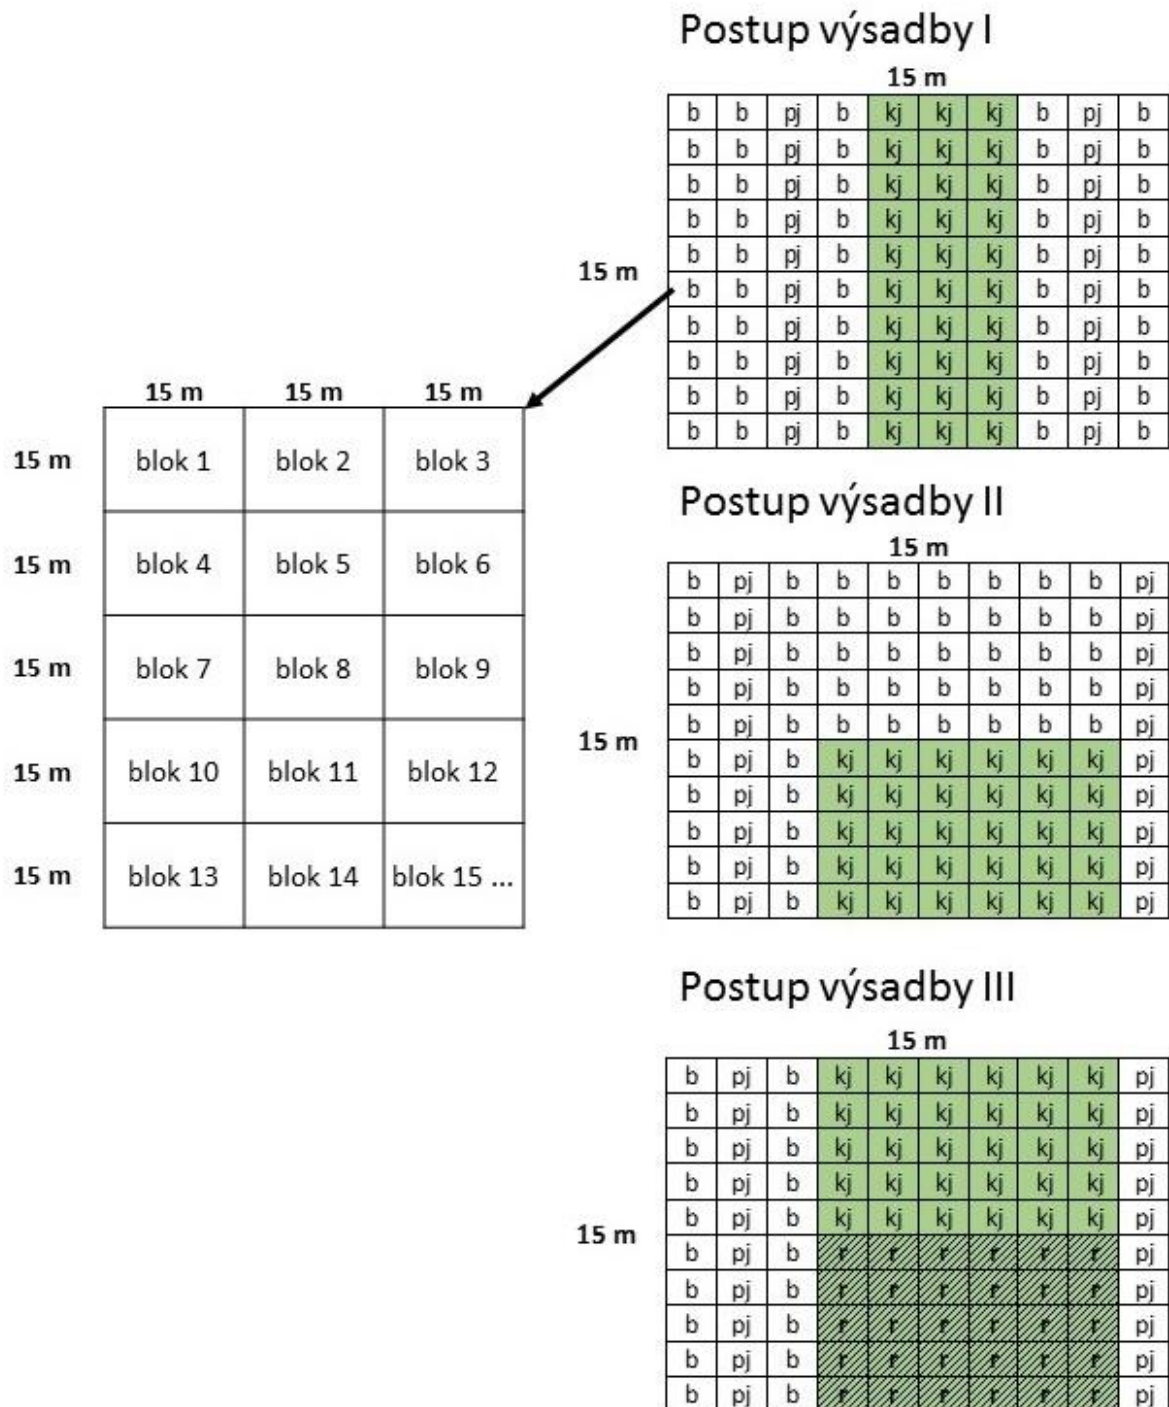 Postup výsadby I
15 m
b b pj b kj kj kj b pj b
b b pj b kj kj kj b pj b
b b pj b kj kj kj b pj b
b b pj b kj kj kj b pj b
b b pj b kj kj kj b pj b
15 m
b b pj b kj kj kj b pj b
b b pj b kj kj kj b pj b
b b pj b kj kj kj b pj b
b b pj b kj kj kj b pj b
b b pj b kj kj kj b pj b
15 m 15 m 15 m
15 m blok 1 blok 2 blok 3
15 m blok 4 blok 5 blok 6
15 m blok 7 blok 8 blok 9
15 m blok 10 blok 11 blok 12
15 m blok 13 blok 14 blok 15 ...
Postup výsadby II
15 m
b pj b b b b b b b pj
b pj b b b b b b b pj
b pj b b b b b b b pj
b pj b b b b b b b pj
b pj b b b b b b b pj
15 m
b pj b kj kj kj kj kj kj pj
b pj b kj kj kj kj kj kj pj
b pj b kj kj kj kj kj kj pj
b pj b kj kj kj kj kj kj pj
b pj b kj kj kj kj kj kj pj
Postup výsadby III
15 m
b pj b kj kj kj kj kj kj pj
b pj b kj kj kj kj kj kj pj
b pj b kj kj kj kj kj kj pj
b pj b kj kj kj kj kj kj pj
b pj b kj kj kj kj kj kj pj
15 m
b pj b r r r r r r pj
b pj b r r r r r r pj
b pj b r r r r r r pj
b pj b r r r r r r pj
b pj b r r r r r r pj